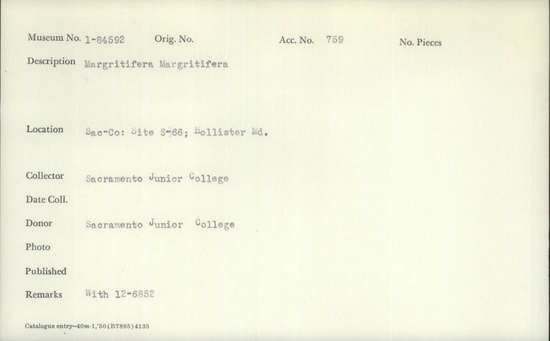 Museum No. 1-84592 Orig. No. Acc. No. 759 No. Pieces
Description Margritifera Margritifera
Location Sac-Co: Site S-66; Hollister Md.
Collector Sacramento Junior College
Date Coll.
Donor Sacramento Junior College
Photo
Published
Remarks With 12-6852
Catalogue entry—40m-1,'56(B7895)4135